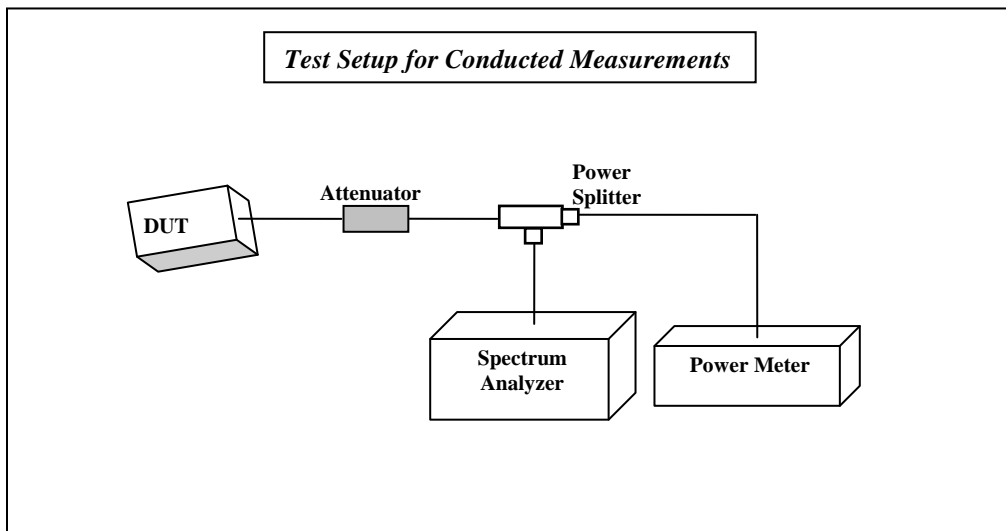 Test Setup for Conducted Measurements
Power
Splitter
Attenuator
DUT
Spectrum
Analyzer
Power Meter